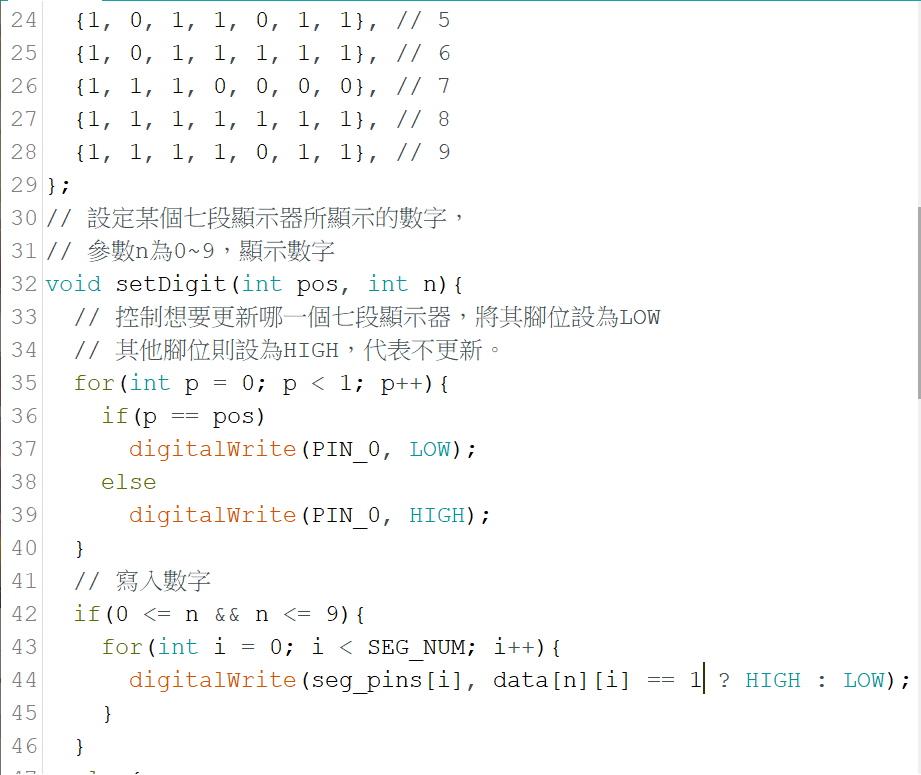 24 {1, 0, 1, 1, 0, 1, 1}, // 5
25 {1, 0, 1, 1, 1, 1, 1}, // 6
26 {1, 1, 1, 0, 0, 0, 0}, // 7
27 {1, 1, 1, 1, 1, 1, 1}, // 8
28 {1, 1, 1, 1, 0, 1, 1}, // 9
29 };
30 // 設定某個七段顯示器所顯示的數字，
31 // 參數n為0~9，顯示數字
32 void setDigit(int pos, int n){
33 // 控制想要更新哪一個七段顯示器，將其腳位設為LOW
34 // 其他腳位則設為HIGH，代表不更新。
35 for(int p = 0; p < 1; p++){
36 if(p == pos)
37 digitalWrite(PIN_0, LOW);
38 else
39 digitalWrite(PIN_0, HIGH);
40 }
41 // 寫入數字
42 if(0 <= n && n <= 9){
43 for(int i = 0; i < SEG_NUM; i++){
44 digitalWrite(seg_pins[i], data[n][i] == 1 ? HIGH : LOW);
45 }
46 }